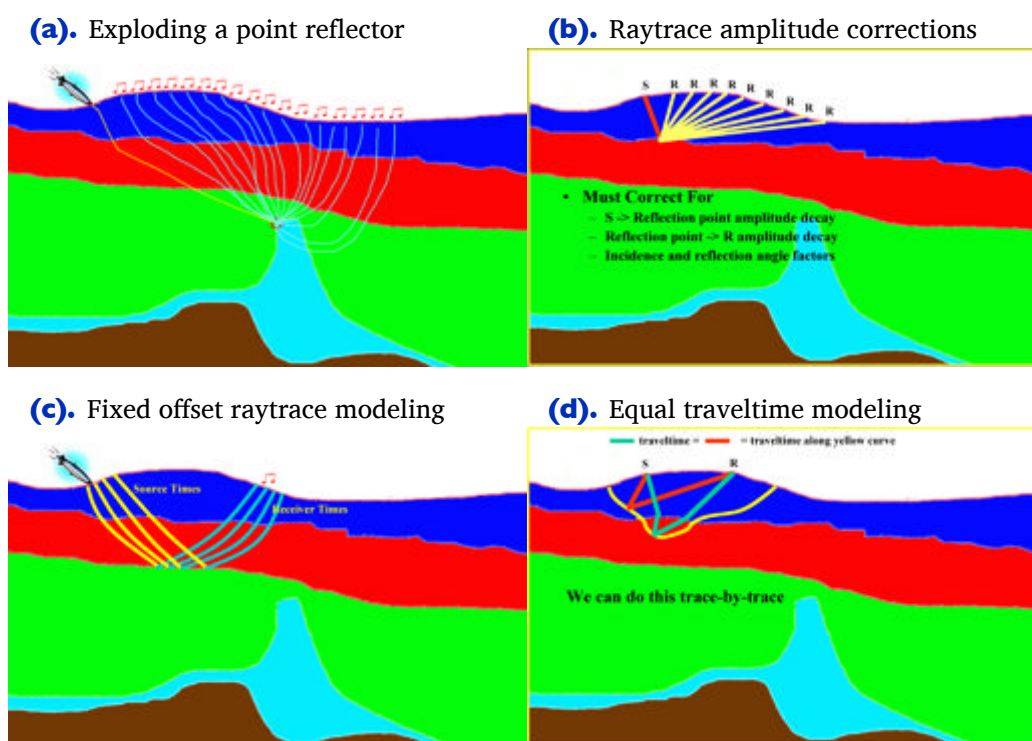 (a). Exploding a point reflector
(b). Raytrace amplitude corrections
S R R R R R R R R R R
• Must Correct For
– S -> Reflection point amplitude decay
– Reflection point -> R amplitude decay
– Incidence and reflection angle factors
(c). Fixed offset raytrace modeling
(d). Equal traveltime modeling
Source Times
Receiver Times
traveltime = = traveltime along yellow curve
S R
We can do this trace-by-trace